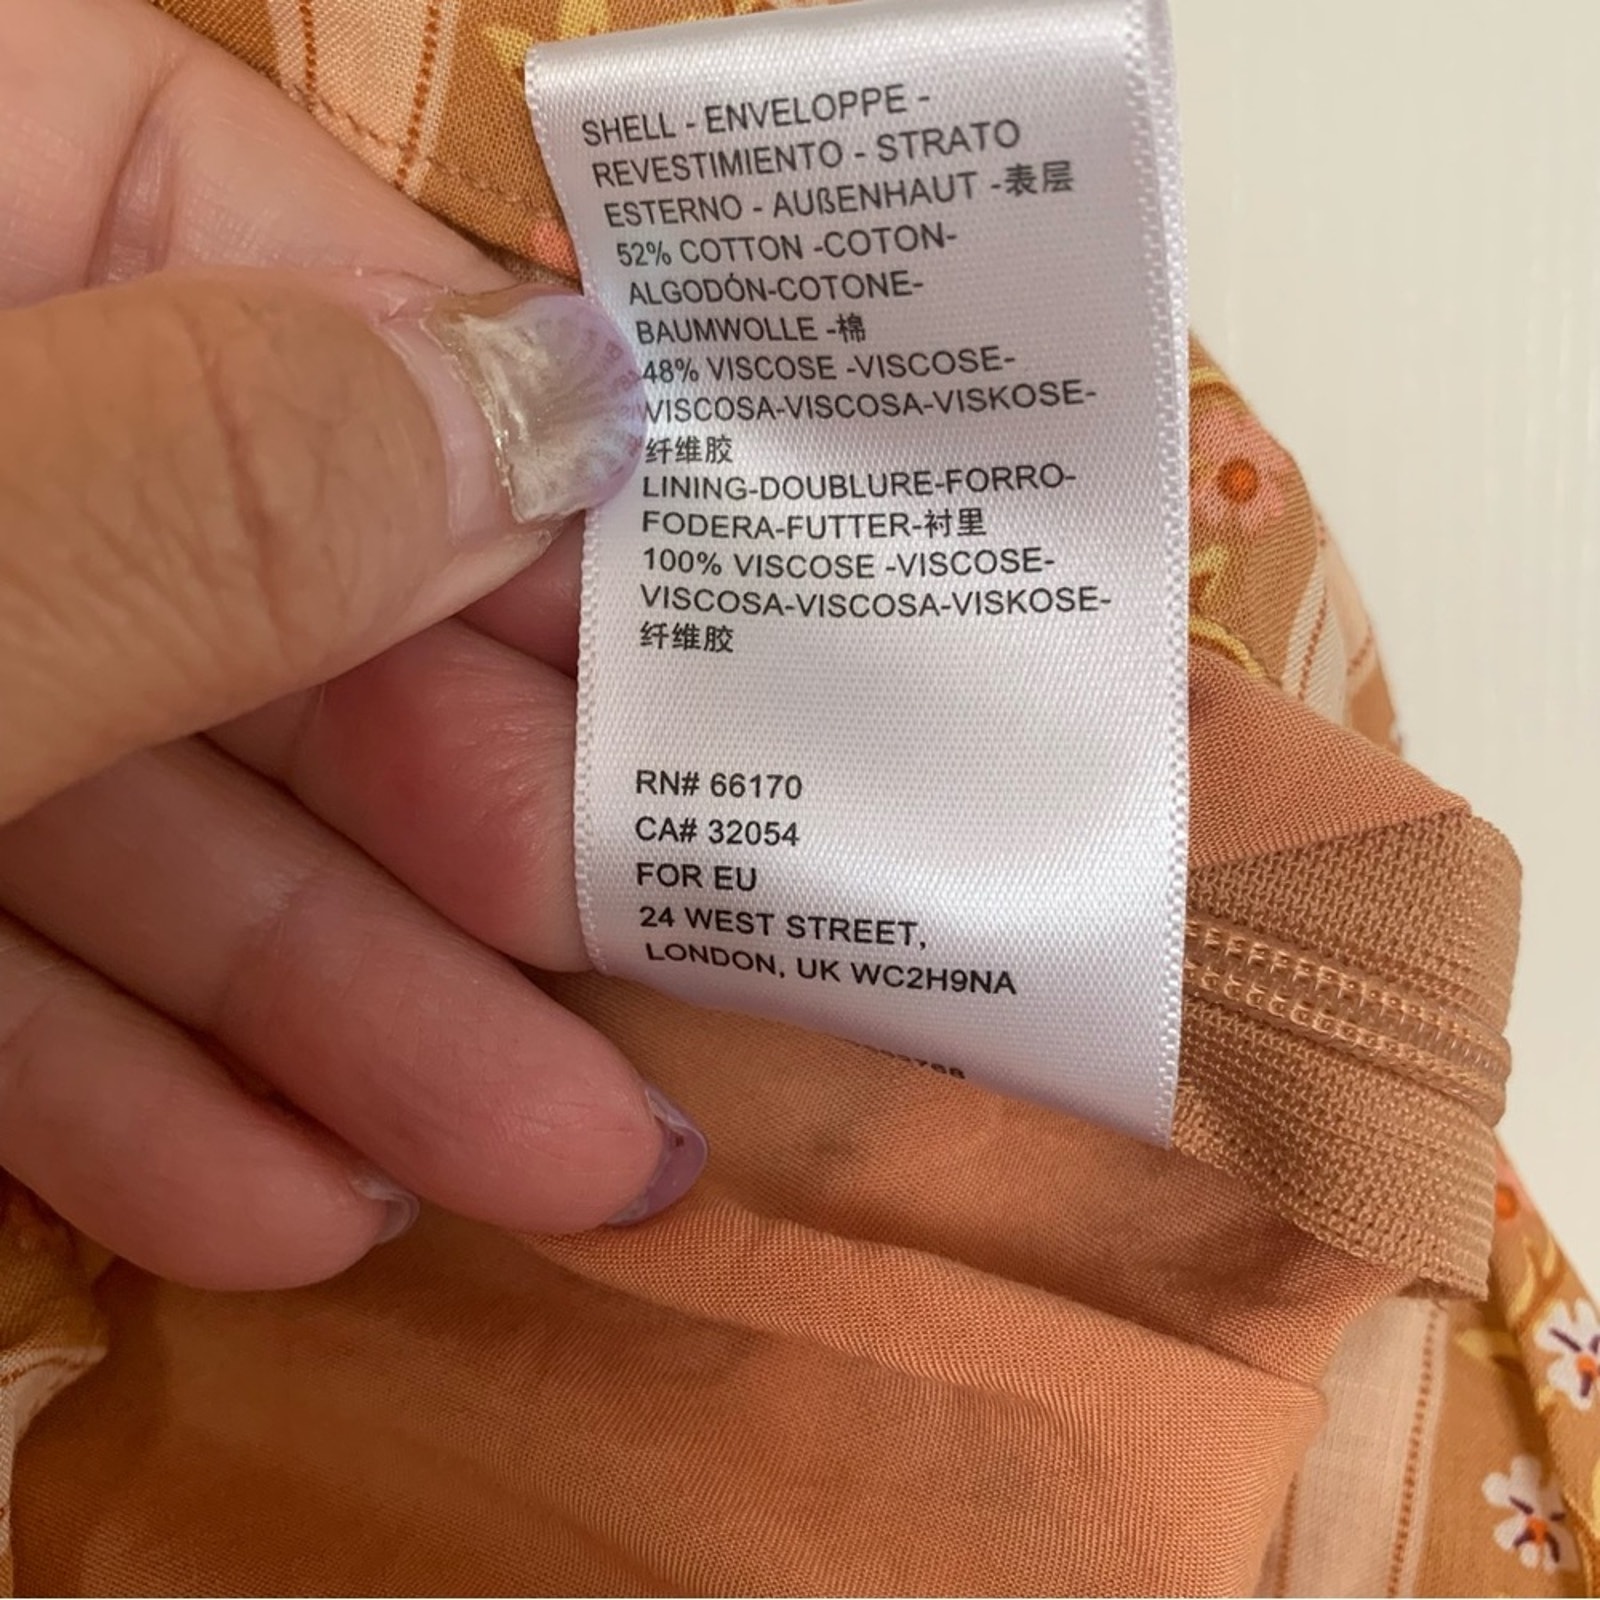 SHELL - ENVELOPPE -
REVESTIMIENTO - STRATO
ESTERNO - AUßENHAUT -表层
52% COTTON -COTON-
ALGODÓN-COTONE-
BAUMWOLLE -棉
48% VISCOSE -VISCOSE-
VISCOSA-VISCOSA-VISKOSE-
纤维胶
LINING-DOUBLURE-FORRO-
FODERA-FUTTER-衬里
100% VISCOSE -VISCOSE-
VISCOSA-VISCOSA-VISKOSE-
纤维胶
RN# 66170
CA# 32054
FOR EU
24 WEST STREET,
LONDON, UK WC2H9NA